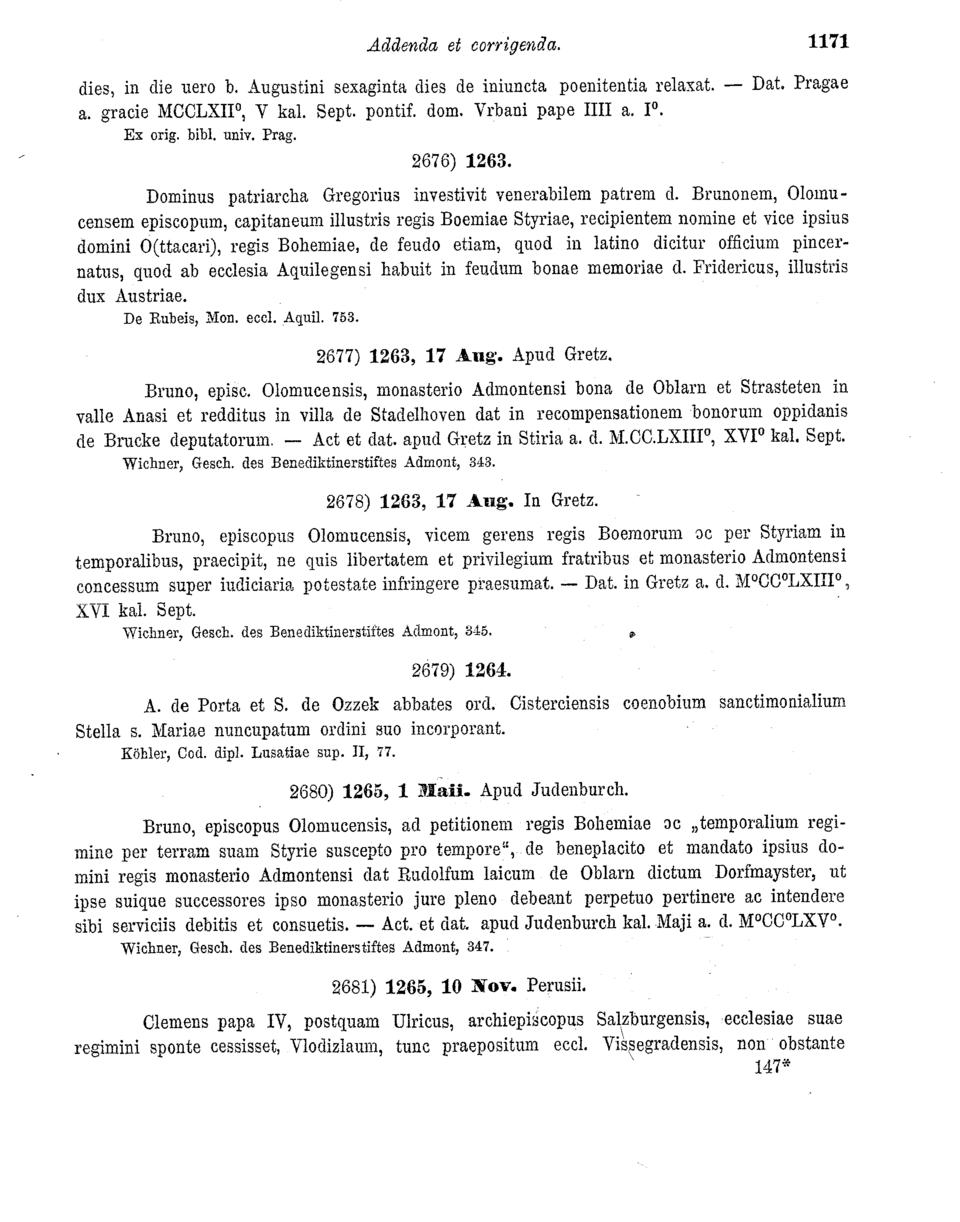 Addenda et corrigenda. 1171
dies, in die uero b. Augustini sexaginta dies de iniuncta poenitentia relaxat. — Dat. Pragae
a. gracie MCCLXII⁰, V kal. Sept. pontif. dom. Vrbani pape IIII a. I⁰.
Ex orig. bibl. univ. Prag.
2676) 1263.
Dominus patriarcha Gregorius investivit venerabilem patrem d. Brunonem, Olomu-
censem episcopum, capitaneum illustris regis Boemiae Styriae, recipientem nomine et vice ipsius
domini O(ttacari), regis Bohemiae, de feudo etiam, quod in latino dicitur officium pincer-
natus, quod ab ecclesia Aquilegensi habuit in feudum bonae memoriae d. Fridericus, illustris
dux Austriae.
De Rubeis, Mon. eccl. Aquil. 753.
2677) 1263, 17 Aug. Apud Gretz.
Bruno, episc. Olomucensis, monasterio Admontensi bona de Oblarn et Strasteten in
valle Anasi et redditus in villa de Stadelhoven dat in recompensationem bonorum oppidanis
de Brucke deputatorum. — Act et dat. apud Gretz in Stiria a. d. M.CC.LXIII⁰, XVI⁰ kal. Sept.
Wichner, Gesch. des Benediktinerstiftes Admont, 343.
2678) 1263, 17 Aug. In Gretz.
Bruno, episcopus Olomucensis, vicem gerens regis Boemorum ɔc per Styriam in
temporalibus, praecipit, ne quis libertatem et privilegium fratribus et monasterio Admontensi
concessum super iudiciaria potestate infringere praesumat. — Dat. in Gretz a. d. M⁰CC⁰LXIII⁰,
XVI kal. Sept.
Wichner, Gesch. des Benediktinerstiftes Admont, 345.
2679) 1264.
A. de Porta et S. de Ozzek abbates ord. Cisterciensis coenobium sanctimonialium
Stella s. Mariae nuncupatum ordini suo incorporant.
Köhler, Cod. dipl. Lusatiae sup. II, 77.
2680) 1265, 1 Maii. Apud Judenburch.
Bruno, episcopus Olomucensis, ad petitionem regis Bohemiae ɔc „temporalium regi-
mine per terram suam Styrie suscepto pro tempore“, de beneplacito et mandato ipsius do-
mini regis monasterio Admontensi dat Rudolfum laicum de Oblarn dictum Dorfmayster, ut
ipse suique successores ipso monasterio jure pleno debeant perpetuo pertinere ac intendere
sibi serviciis debitis et consuetis. — Act. et dat. apud Judenburch kal. Maji a. d. M⁰CC⁰LXV⁰.
Wichner, Gesch. des Benediktinerstiftes Admont, 347.
2681) 1265, 10 Nov. Perusii.
Clemens papa IV, postquam Ulricus, archiepiscopus Salzburgensis, ecclesiae suae
regimini sponte cessisset, Vlodizlaum, tunc praepositum eccl. Vissegradensis, non obstante
147*